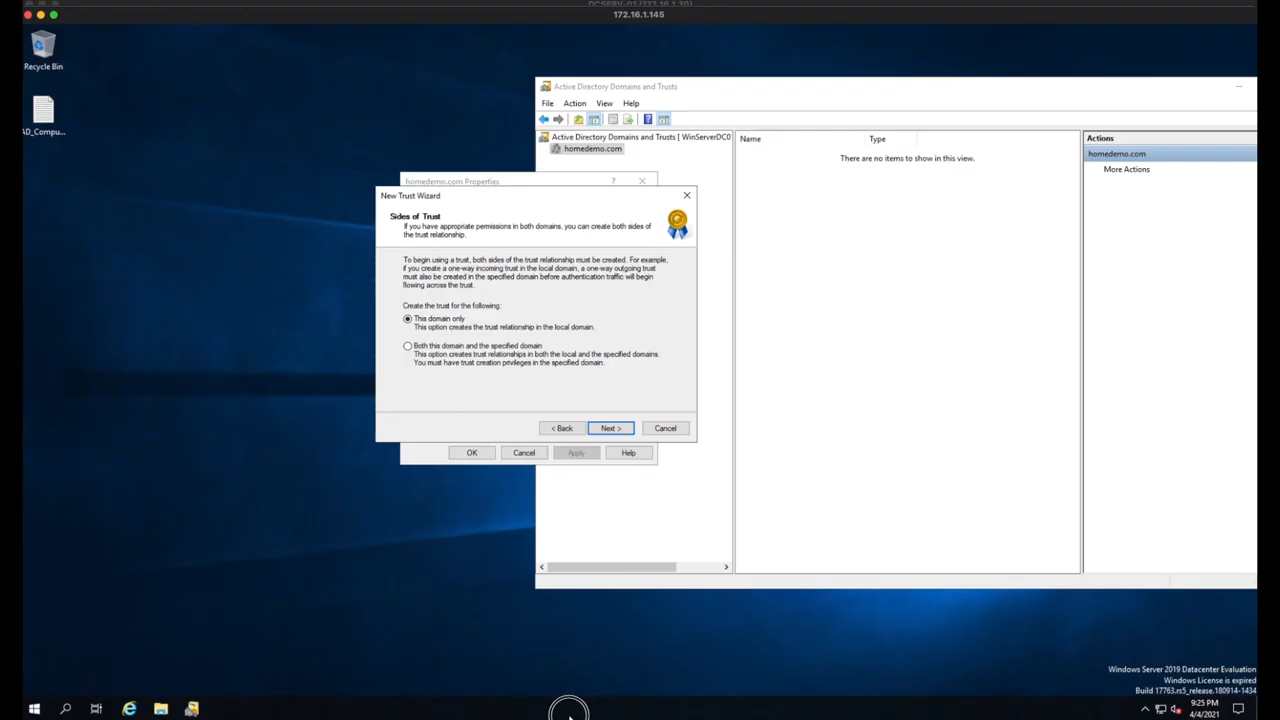 172.16.1.145
Recycle Bin
AD_Compu...
Active Directory Domains and Trusts
File Action View Help
Active Directory Domains and Trusts [ WinServerDC0
homedemo.com
Name Type
There are no items to show in this view.
Actions
homedemo.com
More Actions
homedemo.com Properties ?
New Trust Wizard
Sides of Trust
If you have appropriate permissions in both domains, you can create both sides of
the trust relationship.
To begin using a trust, both sides of the trust relationship must be created. For example,
if you create a one-way incoming trust in the local domain, a one-way outgoing trust
must also be created in the specified domain before authentication traffic will begin
flowing across the trust.
Create the trust for the following:
This domain only
This option creates the trust relationship in the local domain.
Both this domain and the specified domain
This option creates trust relationships in both the local and the specified domains.
You must have trust creation privileges in the specified domain.
< Back Next > Cancel
OK Cancel Apply Help
Windows Server 2019 Datacenter Evaluation
Windows License is expired
Build 17763.rs5_release.180914-1434
9:25 PM
4/4/2021